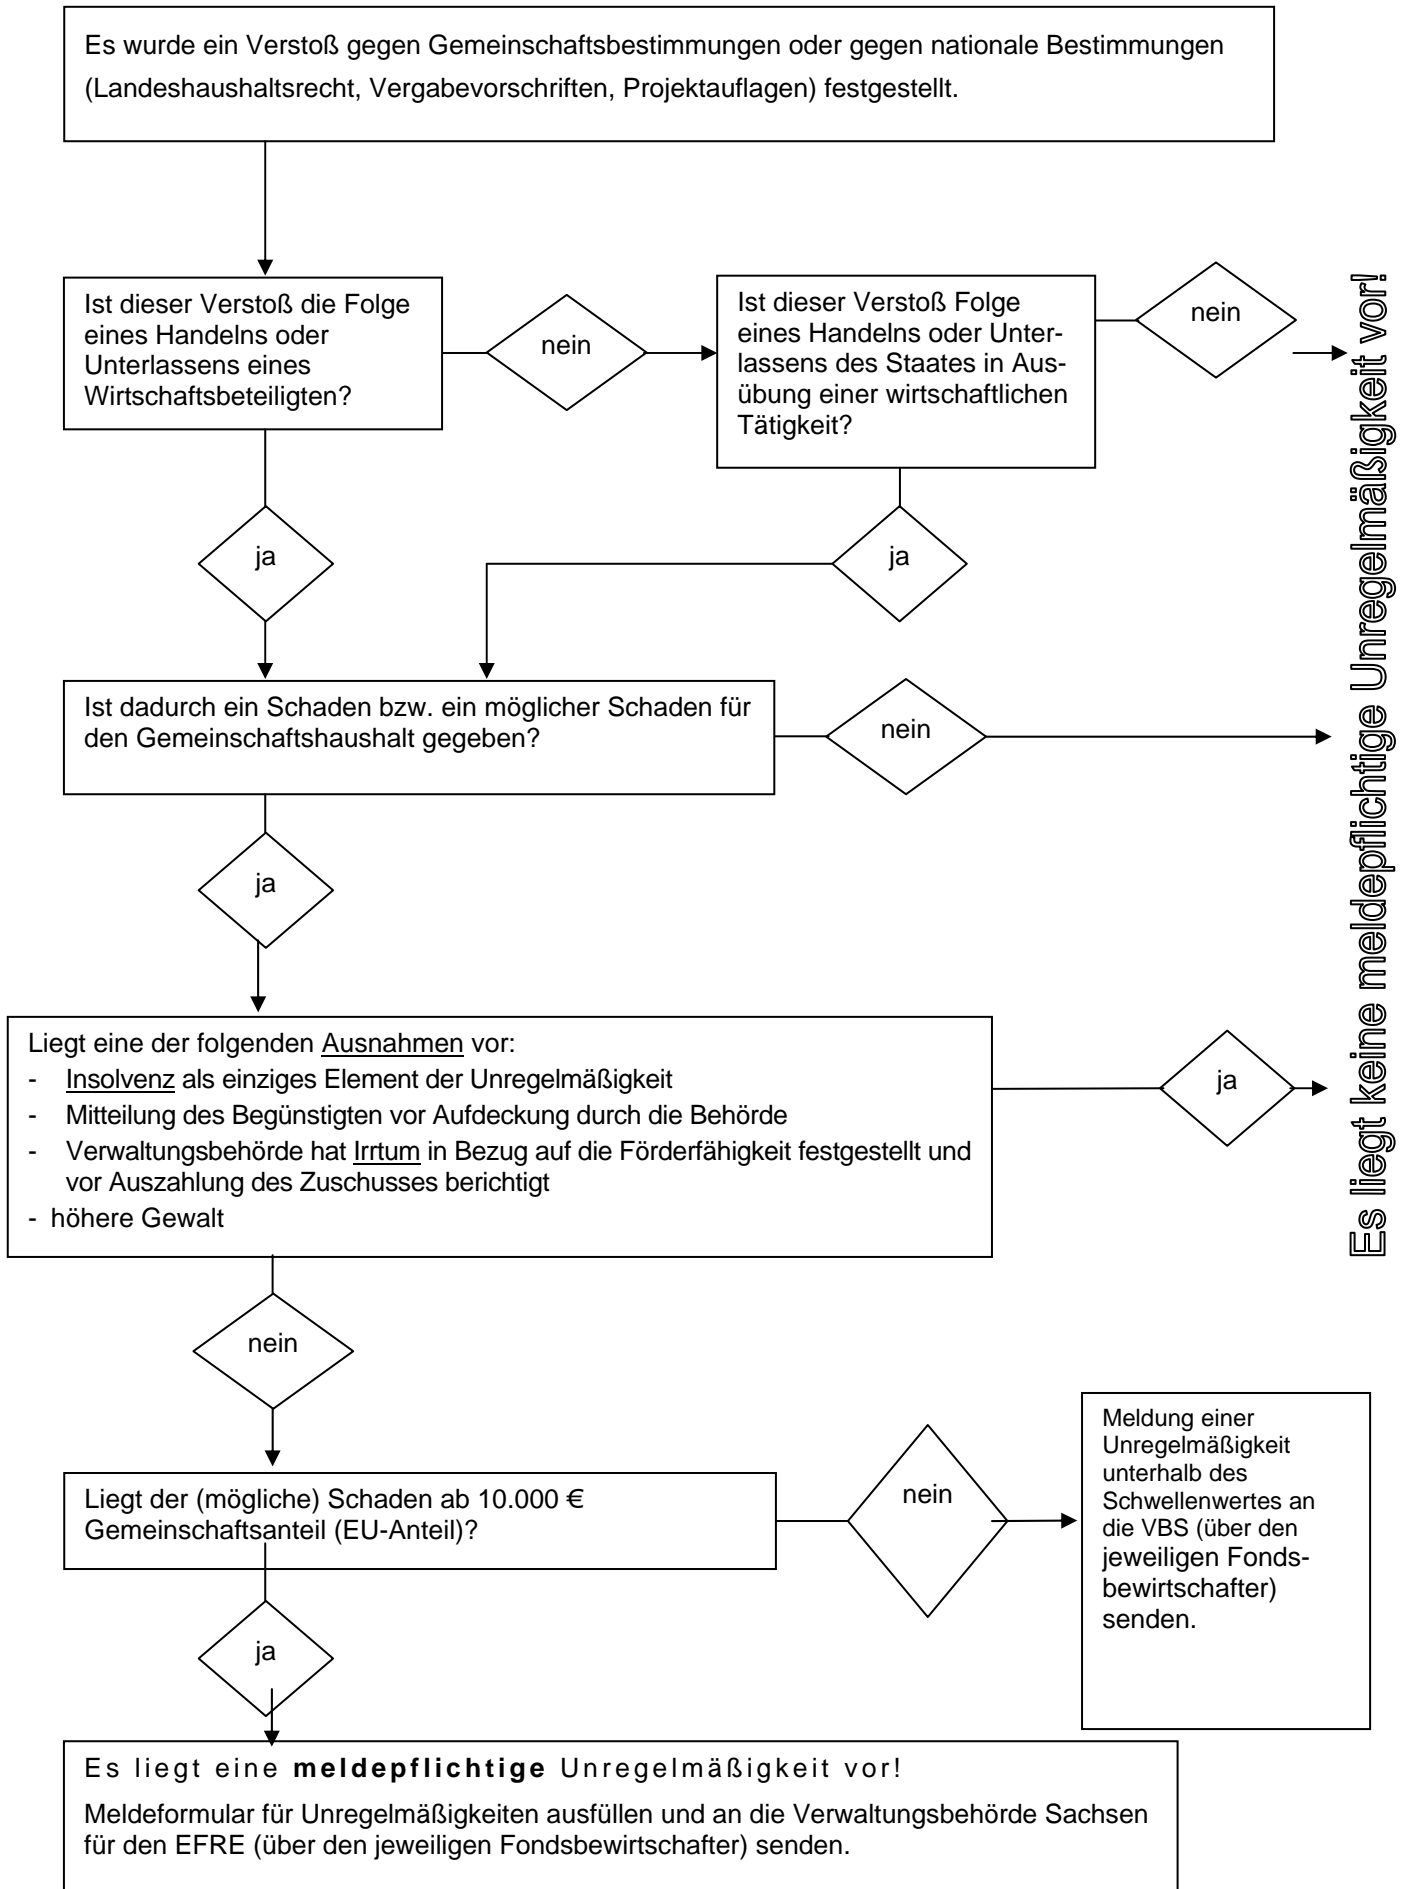 Es wurde ein Verstoß gegen Gemeinschaftsbestimmungen oder gegen nationale Bestimmungen
(Landeshaushaltsrecht, Vergabevorschriften, Projektauflagen) festgestellt.
Ist dieser Verstoß die Folge
eines Handelns oder
Unterlassens eines
Wirtschaftsbeteiligten?
nein
Ist dieser Verstoß Folge
eines Handelns oder Unter-
lassens des Staates in Aus-
übung einer wirtschaftlichen
Tätigkeit?
nein
ja
ja
Ist dadurch ein Schaden bzw. ein möglicher Schaden für
den Gemeinschaftshaushalt gegeben?
nein
ja
Liegt eine der folgenden Ausnahmen vor:
- Insolvenz als einziges Element der Unregelmäßigkeit
- Mitteilung des Begünstigten vor Aufdeckung durch die Behörde
- Verwaltungsbehörde hat Irrtum in Bezug auf die Förderfähigkeit festgestellt und
vor Auszahlung des Zuschusses berichtigt
- höhere Gewalt
ja
Es liegt keine meldepflichtige Unregelmäßigkeit vor!
nein
Liegt der (mögliche) Schaden ab 10.000 €
Gemeinschaftsanteil (EU-Anteil)?
nein
Meldung einer
Unregelmäßigkeit
unterhalb des
Schwellenwertes an
die VBS (über den
jeweiligen Fonds-
bewirtschafter)
senden.
ja
Es liegt eine meldepflichtige Unregelmäßigkeit vor!
Meldeformular für Unregelmäßigkeiten ausfüllen und an die Verwaltungsbehörde Sachsen
für den EFRE (über den jeweiligen Fondsbewirtschafter) senden.